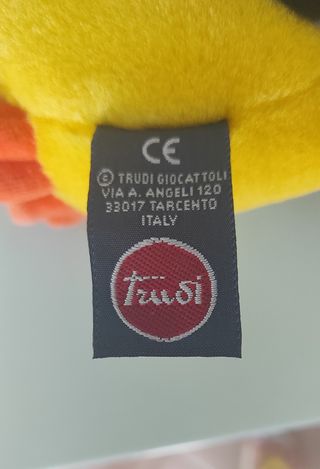 CE
© TRUDI GIOCATTOLI
VIA A. ANGELI 120
33017 TARCENTO
ITALY
trudi